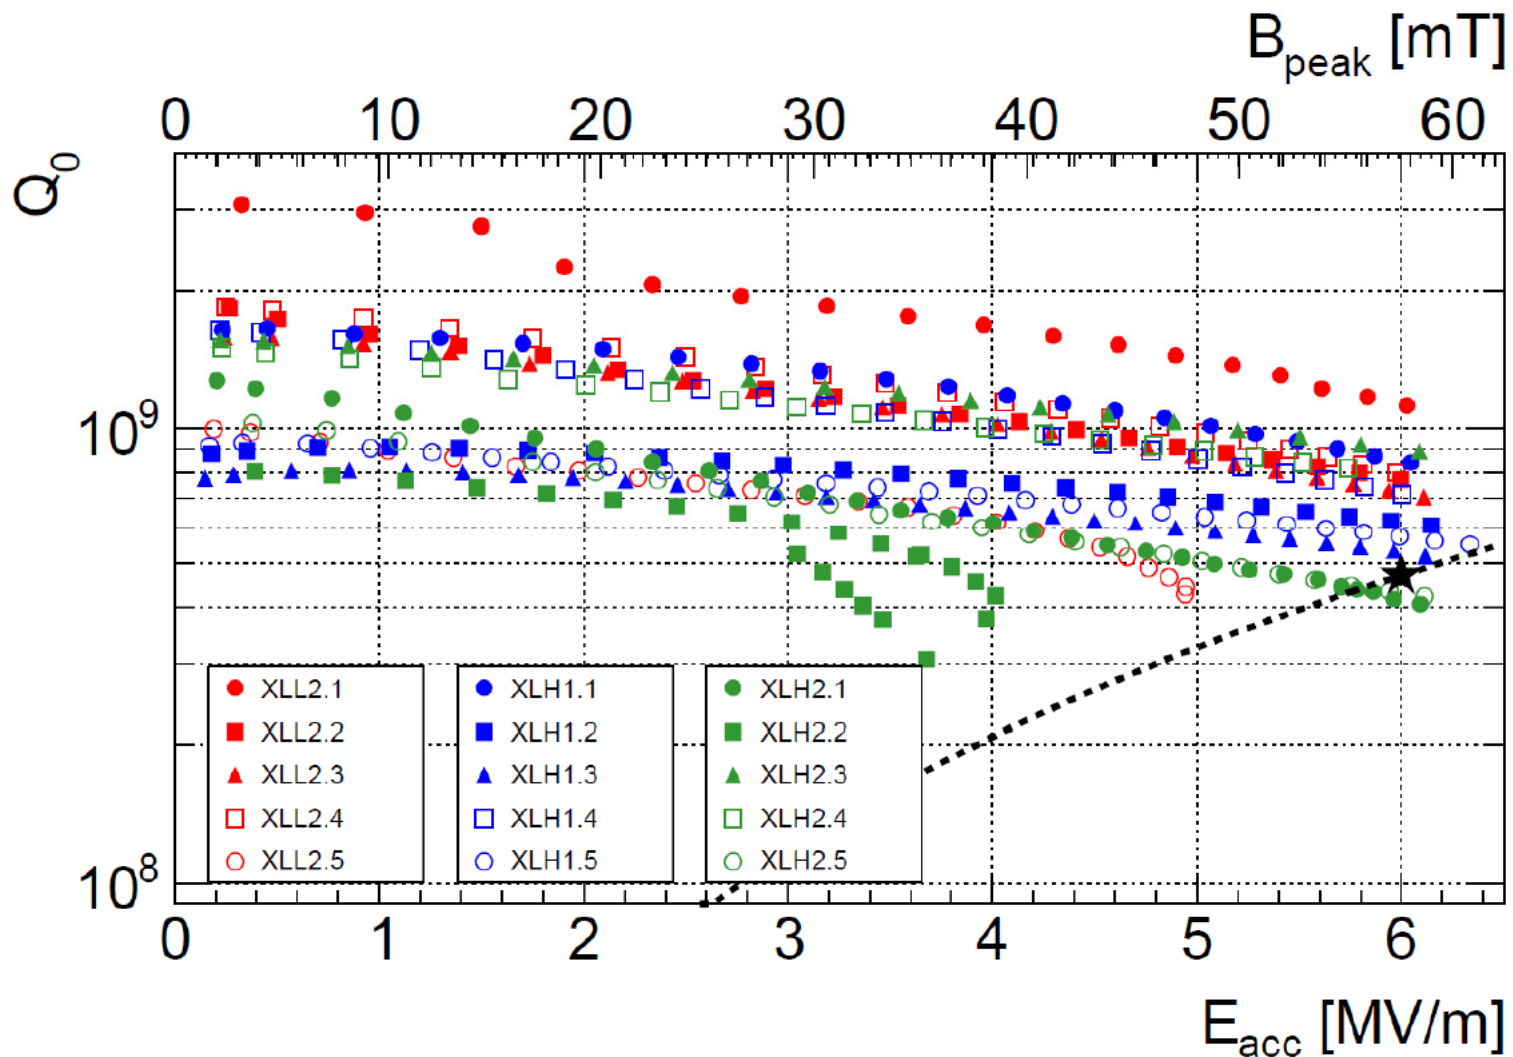 B_peak [mT]
0 10 20 30 40 50 60
Q_0
10^9
10^8
XLL2.1 XLH1.1 XLH2.1
XLL2.2 XLH1.2 XLH2.2
XLL2.3 XLH1.3 XLH2.3
XLL2.4 XLH1.4 XLH2.4
XLL2.5 XLH1.5 XLH2.5
0 1 2 3 4 5 6
E_acc [MV/m]